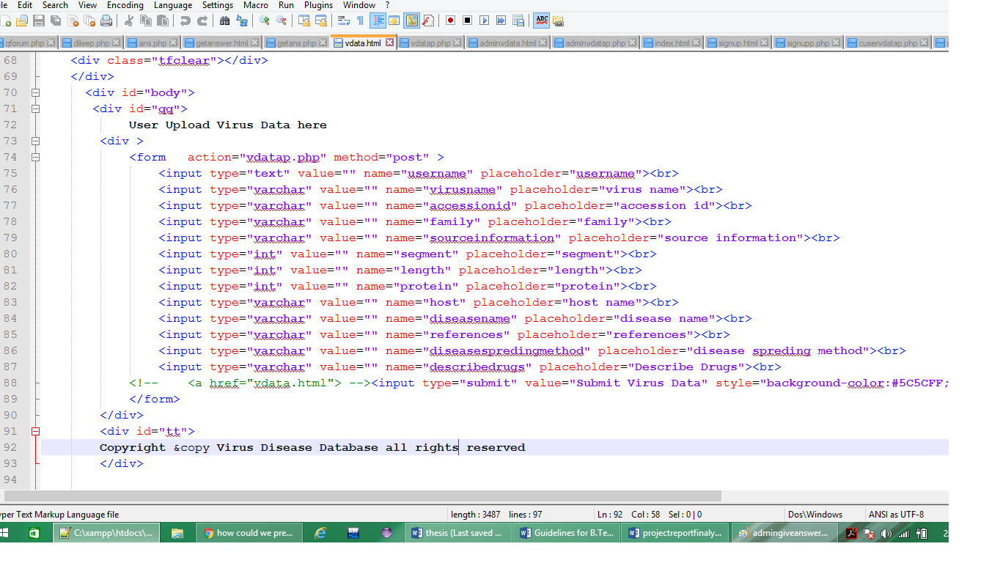 le Edit Search View Encoding Language Settings Macro Run Plugins Window ?
qforum.php dileep.php ans.php getanswer.html getans.php vdata.html vdatap.php adminvdata.html adminvdatap.php index.html signup.html signupp.php cuservdatap.php
68 <div class="tfclear"></div>
69 </div>
70 <div id="body">
71 <div id="qq">
72 User Upload Virus Data here
73 <div >
74 <form   action="vdatap.php" method="post" >
75 <input type="text" value="" name="username" placeholder="username"><br>
76 <input type="varchar" value="" name="virusname" placeholder="virus name"><br>
77 <input type="varchar" value="" name="accessionid" placeholder="accession id"><br>
78 <input type="varchar" value="" name="family" placeholder="family"><br>
79 <input type="varchar" value="" name="sourceinformation" placeholder="source information"><br>
80 <input type="int" value="" name="segment" placeholder="segment"><br>
81 <input type="int" value="" name="length" placeholder="length"><br>
82 <input type="int" value="" name="protein" placeholder="protein"><br>
83 <input type="varchar" value="" name="host" placeholder="host name"><br>
84 <input type="varchar" value="" name="diseasename" placeholder="disease name"><br>
85 <input type="varchar" value="" name="references" placeholder="references"><br>
86 <input type="varchar" value="" name="diseasespredingmethod" placeholder="disease spreding method"><br>
87 <input type="varchar" value="" name="describedrugs" placeholder="Describe Drugs"><br>
88 <!--    <a href="vdata.html"> --><input type="submit" value="Submit Virus Data" style="background-color:#5C5CFF;
89 </form>
90 </div>
91 <div id="tt">
92 Copyright &copy Virus Disease Database all rights reserved
93 </div>
94
yper Text Markup Language file length : 3487 lines : 97 Ln : 92 Col : 58 Sel : 0 | 0 Dos\Windows ANSI as UTF-8
C:\xampp\htdocs\... how could we pre... thesis (Last saved ... Guidelines for B.Te... projectreportfinaly... admingiveanswer...